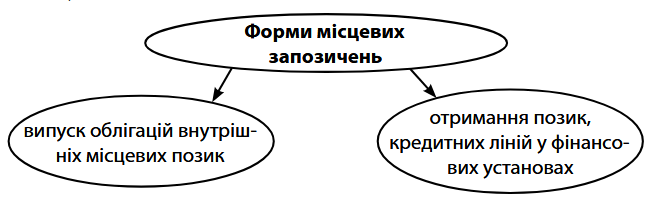 Форми місцевих
запозичень
випуск облігацій внутріш-
ніх місцевих позик
отримання позик,
кредитних ліній у фінансо-
вих установах